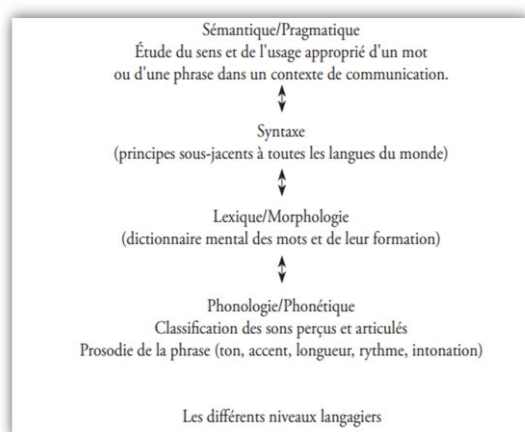 Sémantique/Pragmatique
Étude du sens et de l'usage approprié d'un mot
ou d'une phrase dans un contexte de communication.
Syntaxe
(principes sous-jacents à toutes les langues du monde)
Lexique/Morphologie
(dictionnaire mental des mots et de leur formation)
Phonologie/Phonétique
Classification des sons perçus et articulés
Prosodie de la phrase (ton, accent, longueur, rythme, intonation)
Les différents niveaux langagiers